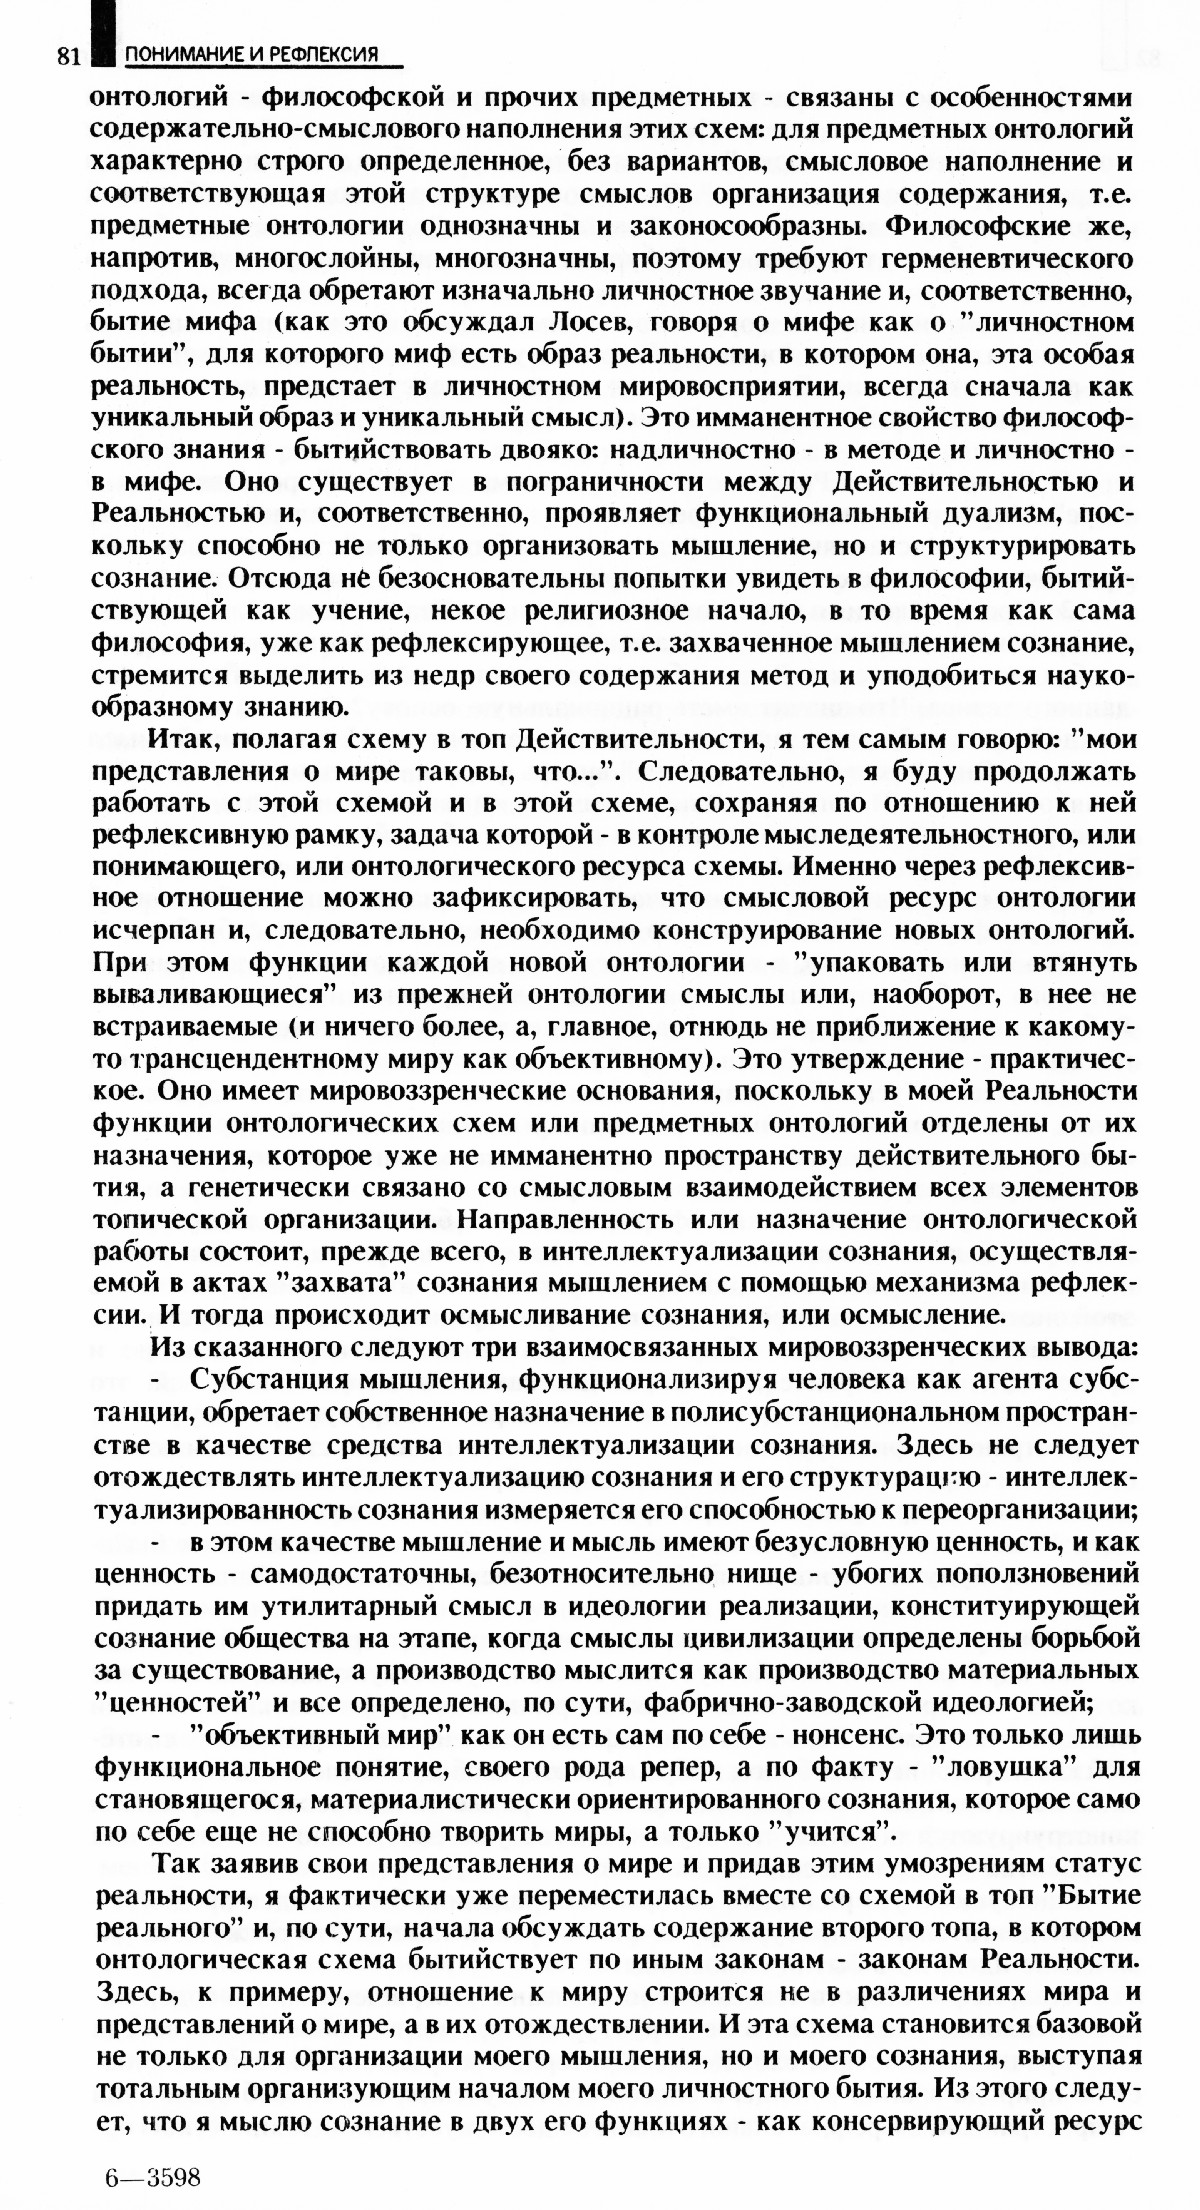 81 ПОНИМАНИЕ И РЕФЛЕКСИЯ
онтологий - философской и прочих предметных - связаны с особенностями
содержательно-смыслового наполнения этих схем: для предметных онтологий
характерно строго определенное, без вариантов, смысловое наполнение и
соответствующая этой структуре смыслов организация содержания, т.е.
предметные онтологии однозначны и законосообразны. Философские же,
напротив, многослойны, многозначны, поэтому требуют герменевтического
подхода, всегда обретают изначально личностное звучание и, соответственно,
бытие мифа (как это обсуждал Лосев, говоря о мифе как о ”личностном
бытии”, для которого миф есть образ реальности, в котором она, эта особая
реальность, предстает в личностном мировосприятии, всегда сначала как
уникальный образ и уникальный смысл). Это имманентное свойство философ-
ского знания - бытийствовать двояко: надличностно - в методе и личностно -
в мифе. Оно существует в пограничности между Действительностью и
Реальностью и, соответственно, проявляет функциональный дуализм, пос-
кольку способно не только организовать мышление, но и структурировать
сознание. Отсюда не безосновательны попытки увидеть в философии, бытий-
ствующей как учение, некое религиозное начало, в то время как сама
философия, уже как рефлексирующее, т.е. захваченное мышлением сознание,
стремится выделить из недр своего содержания метод и уподобиться науко-
образному знанию.
Итак, полагая схему в топ Действительности, я тем самым говорю: ”мои
представления о мире таковы, что...”. Следовательно, я буду продолжать
работать с этой схемой и в этой схеме, сохраняя по отношению к ней
рефлексивную рамку, задача которой - в контроле мыследеятельностного, или
понимающего, или онтологического ресурса схемы. Именно через рефлексив-
ное отношение можно зафиксировать, что смысловой ресурс онтологии
исчерпан и, следовательно, необходимо конструирование новых онтологий.
При этом функции каждой новой онтологии - ”упаковать или втянуть
вываливающиеся” из прежней онтологии смыслы или, наоборот, в нее не
встраиваемые (и ничего более, а, главное, отнюдь не приближение к какому-
то трансцендентному миру как объективному). Это утверждение - практичес-
кое. Оно имеет мировоззренческие основания, поскольку в моей Реальности
функции онтологических схем или предметных онтологий отделены от их
назначения, которое уже не имманентно пространству действительного бы-
тия, а генетически связано со смысловым взаимодействием всех элементов
топической организации. Направленность или назначение онтологической
работы состоит, прежде всего, в интеллектуализации сознания, осуществля-
емой в актах ”захвата” сознания мышлением с помощью механизма рефлек-
сии. И тогда происходит осмысливание сознания, или осмысление.
Из сказанного следуют три взаимосвязанных мировоззренческих вывода:
- Субстанция мышления, функционализируя человека как агента субс-
танции, обретает собственное назначение в полисубстанциональном простран-
стве в качестве средства интеллектуализации сознания. Здесь не следует
отождествлять интеллектуализацию сознания и его структурацию - интеллек-
туализированность сознания измеряется его способностью к переорганизации;
- в этом качестве мышление и мысль имеют безусловную ценность, и как
ценность - самодостаточны, безотносительно нище - убогих поползновений
придать им утилитарный смысл в идеологии реализации, конституирующей
сознание общества на этапе, когда смыслы цивилизации определены борьбой
за существование, а производство мыслится как производство материальных
”ценностей” и все определено, по сути, фабрично-заводской идеологией;
- ”объективный мир” как он есть сам по себе - нонсенс. Это только лишь
функциональное понятие, своего рода репер, а по факту - ”ловушка” для
становящегося, материалистически ориентированного сознания, которое само
по себе еще не способно творить миры, а только ”учится”.
Так заявив свои представления о мире и придав этим умозрениям статус
реальности, я фактически уже переместилась вместе со схемой в топ ”Бытие
реального” и, по сути, начала обсуждать содержание второго топа, в котором
онтологическая схема бытийствует по иным законам - законам Реальности.
Здесь, к примеру, отношение к миру строится не в различениях мира и
представлений о мире, а в их отождествлении. И эта схема становится базовой
не только для организации моего мышления, но и моего сознания, выступая
тотальным организующим началом моего личностного бытия. Из этого следу-
ет, что я мыслю сознание в двух его функциях - как консервирующий ресурс
6—3598